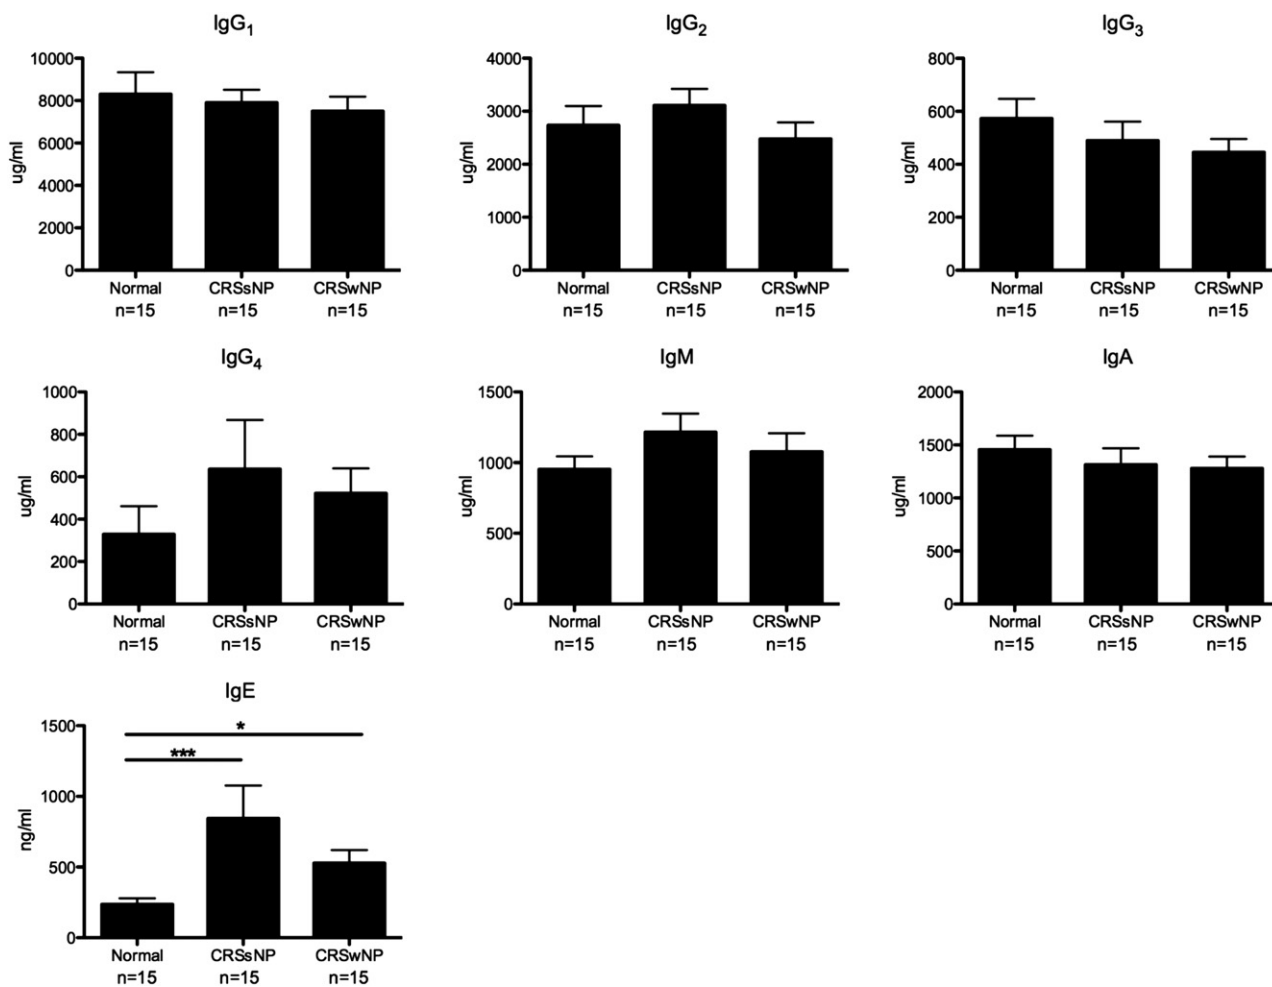 IgG1
10000
8000
6000
4000
2000
0
ug/ml
Normal CRSsNP CRSwNP
n=15 n=15 n=15
IgG2
4000
3000
2000
1000
0
ug/ml
Normal CRSsNP CRSwNP
n=15 n=15 n=15
IgG3
800
600
400
200
0
ug/ml
Normal CRSsNP CRSwNP
n=15 n=15 n=15
IgG4
1000
800
600
400
200
0
ug/ml
Normal CRSsNP CRSwNP
n=15 n=15 n=15
IgM
1500
1000
500
0
ug/ml
Normal CRSsNP CRSwNP
n=15 n=15 n=15
IgA
2000
1500
1000
500
0
ug/ml
Normal CRSsNP CRSwNP
n=15 n=15 n=15
IgE
1500
1000
500
0
ng/ml
*
***
Normal CRSsNP CRSwNP
n=15 n=15 n=15